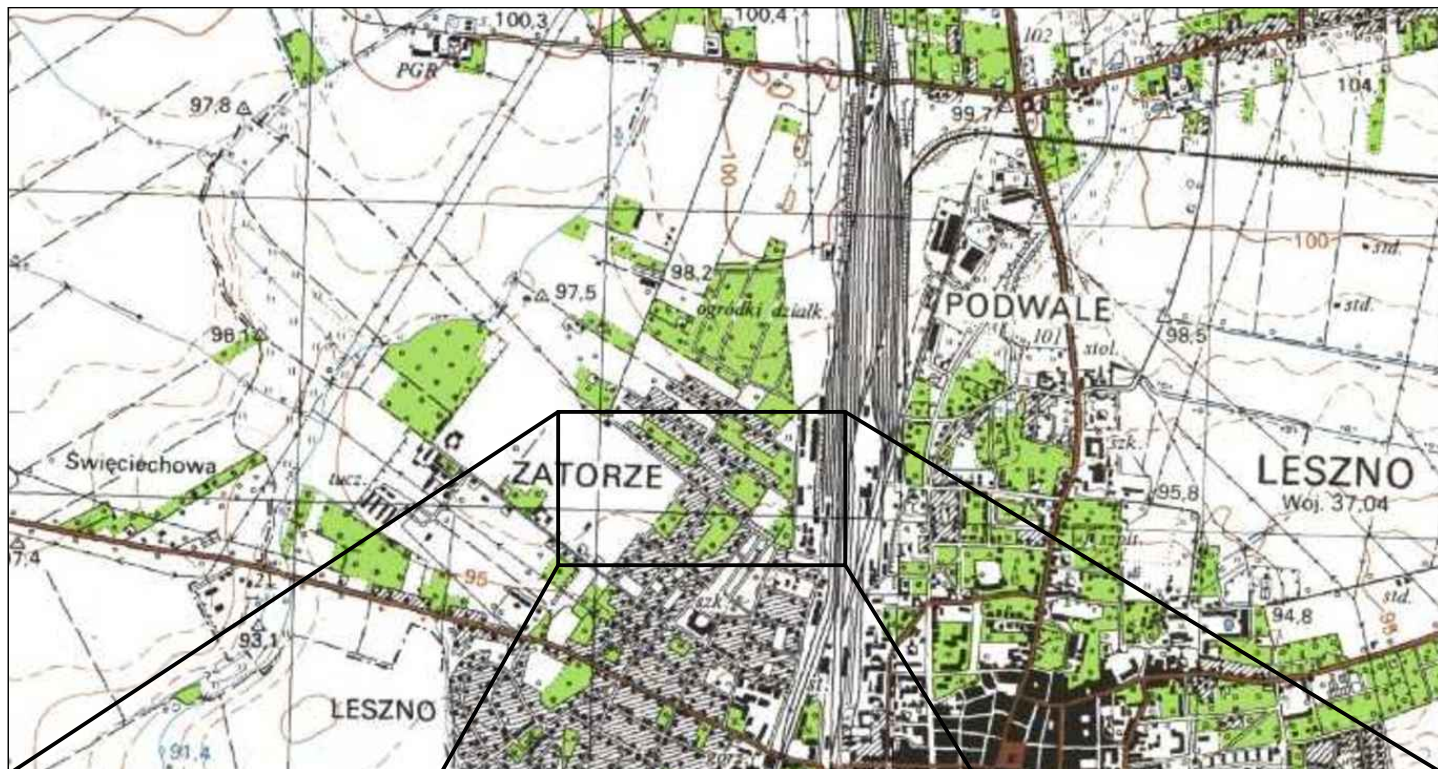 100,3
100,4
102
PGR
97,8
99,7
104,1
100
100
std.
98,2
97,5
std.
ogródki działk.
PODWALE
101
98,5
stol.
szk.
Święciechowa
ZATORZE
LESZNO
tucz.
95,8
Woj. 37,04
szpit.
95
std.
szk.
94,8
95
93,1
LESZNO
91,4